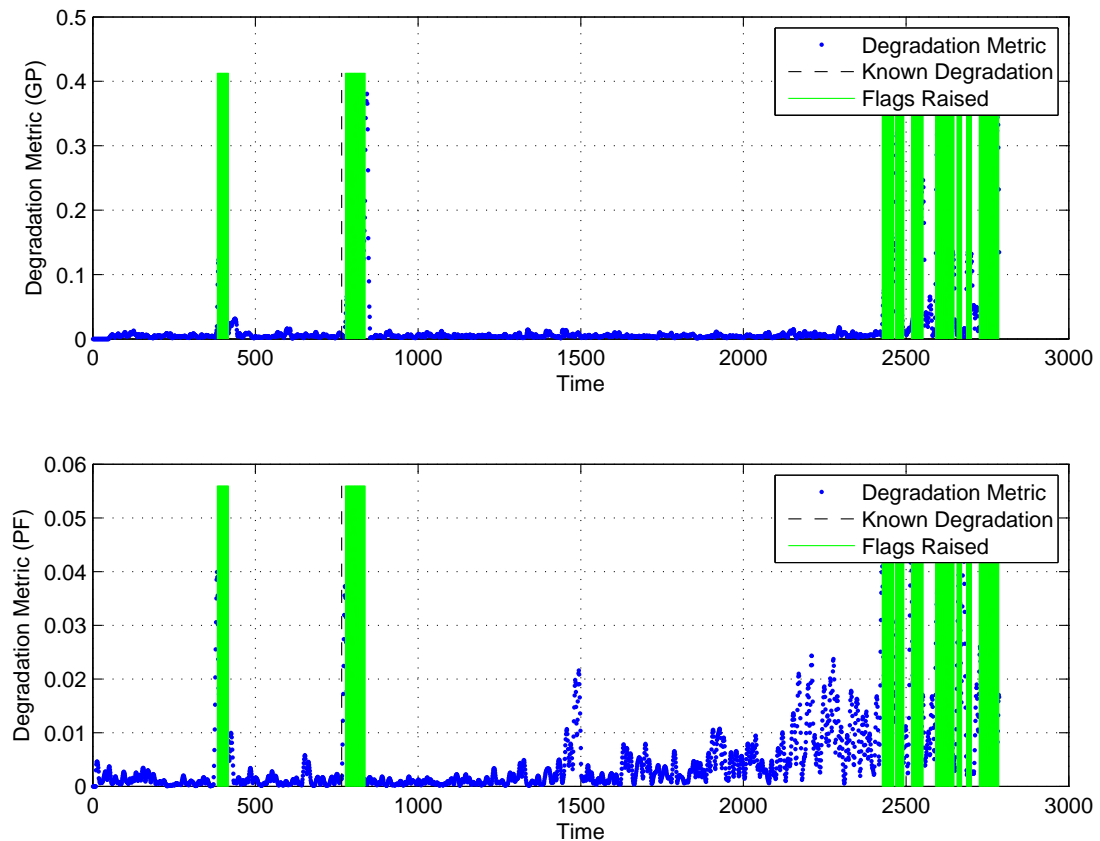 0.5
0.4
0.3
0.2
0.1
0
Degradation Metric (GP)
Degradation Metric
Known Degradation
Flags Raised
0 500 1000 1500 2000 2500 3000
Time
0.06
0.05
0.04
0.03
0.02
0.01
0
Degradation Metric (PF)
Degradation Metric
Known Degradation
Flags Raised
0 500 1000 1500 2000 2500 3000
Time